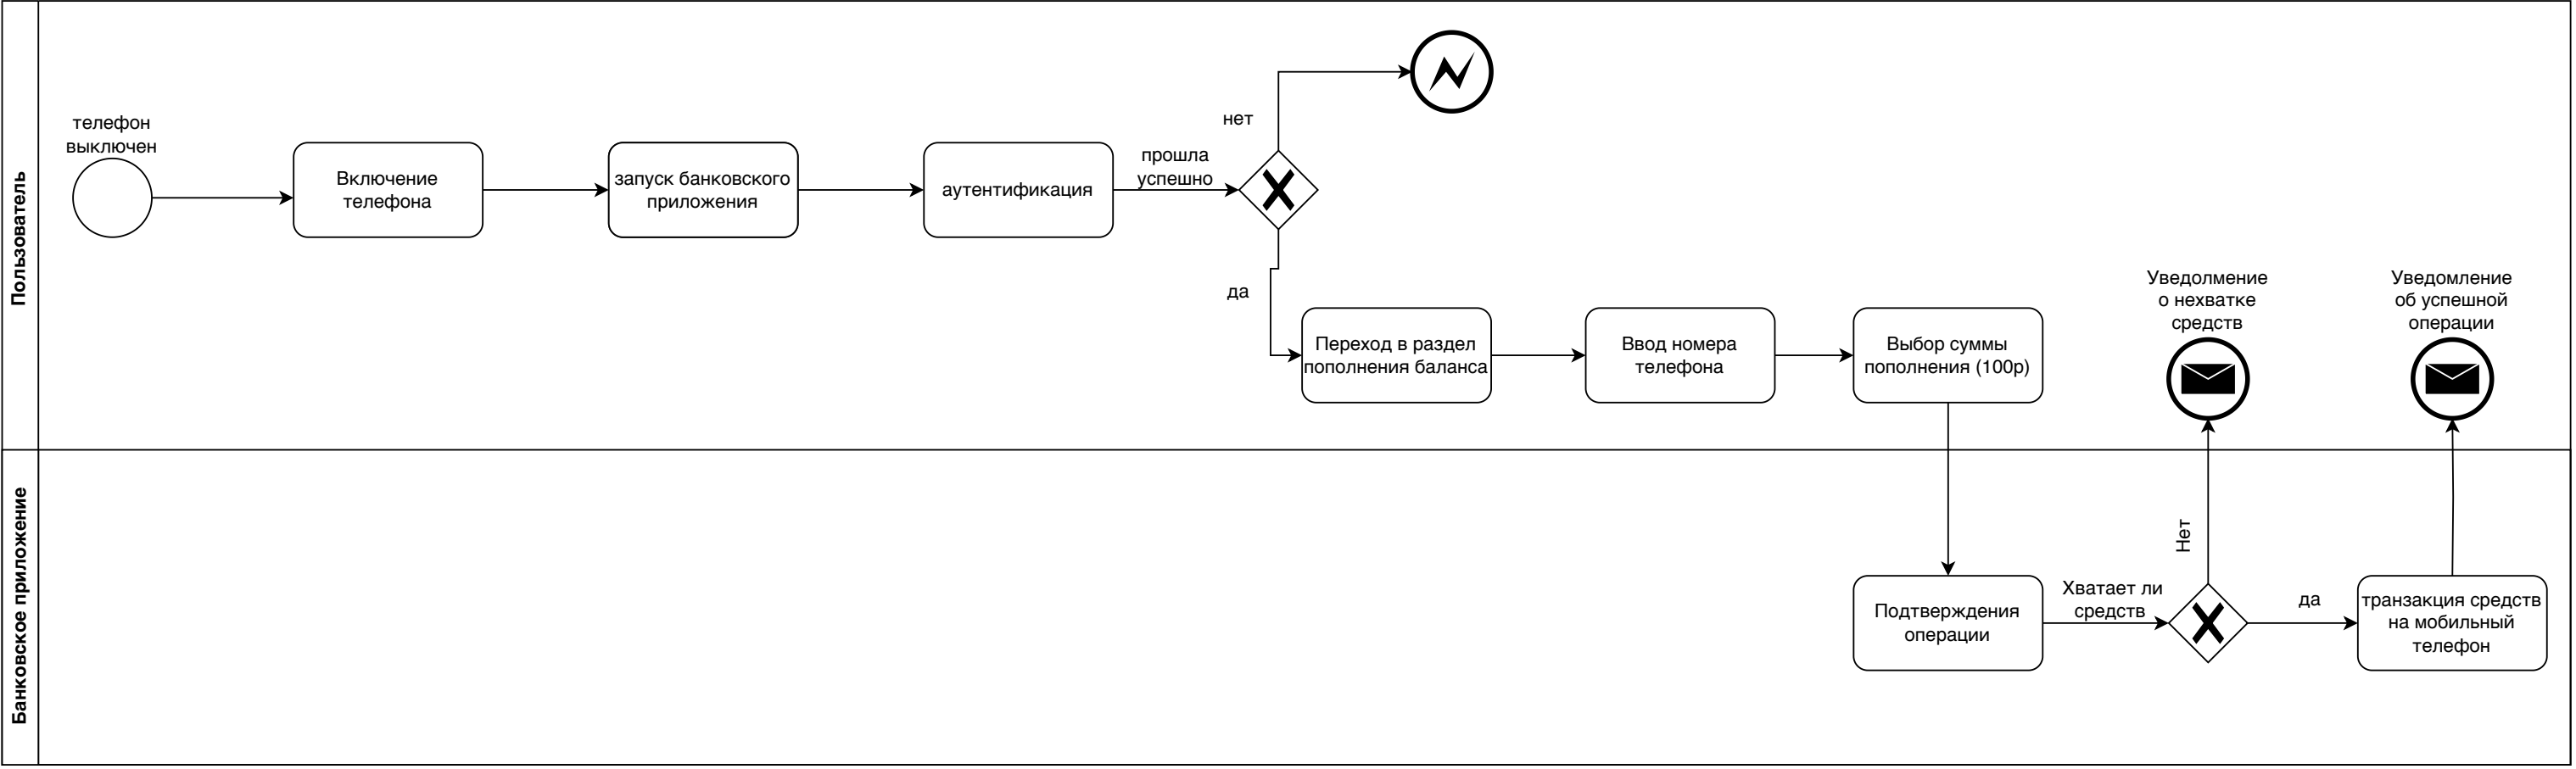 Пользователь
телефон
выключен
Включение
телефона
запуск банковского
приложения
аутентификация
прошла
успешно
нет
да
Переход в раздел
пополнения баланса
Ввод номера
телефона
Выбор суммы
пополнения (100р)
Уведолмение
о нехватке
средств
Уведомление
об успешной
операции
Банковское приложение
Подтверждения
операции
Хватает ли
средств
Нет
да
транзакция средств
на мобильный
телефон